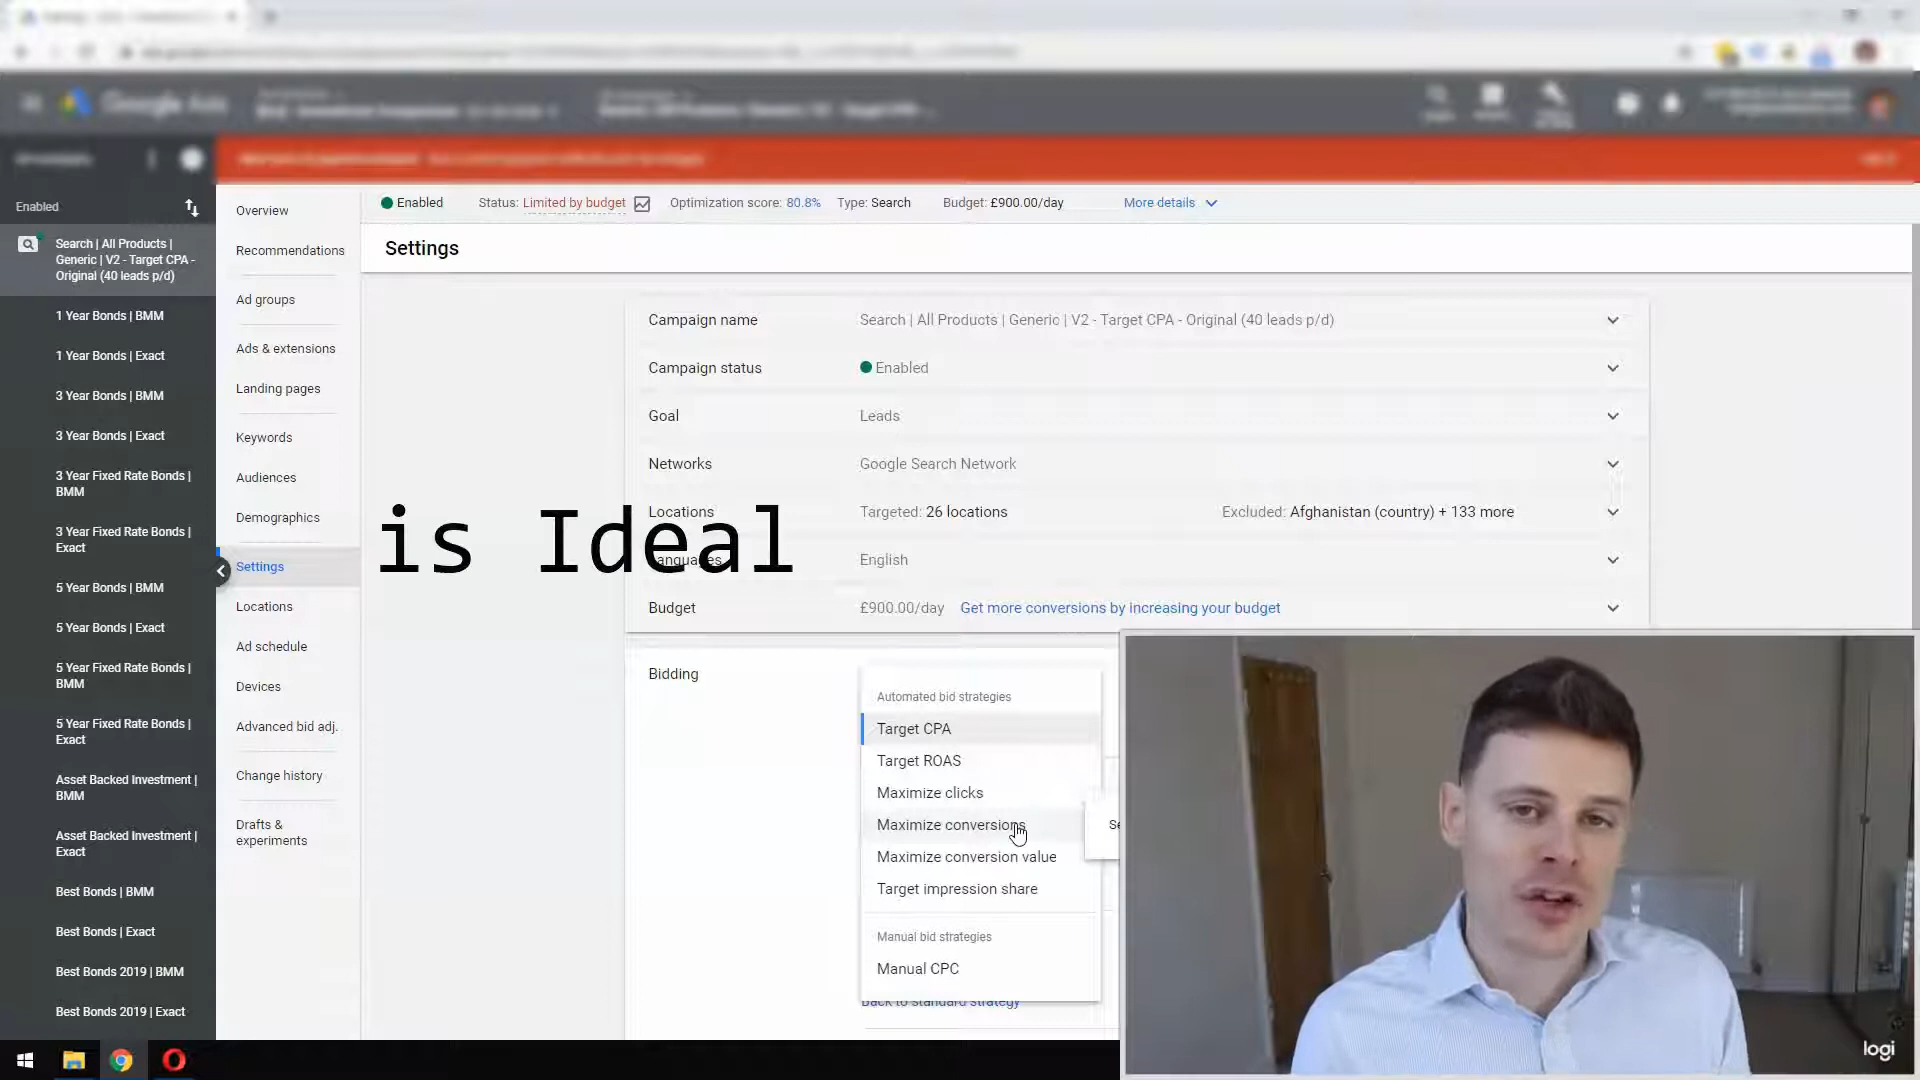 Google Ads
Enabled
Search | All Products |
Generic | V2 - Target CPA -
Original (40 leads p/d)
1 Year Bonds | BMM
1 Year Bonds | Exact
3 Year Bonds | BMM
3 Year Bonds | Exact
3 Year Fixed Rate Bonds |
BMM
3 Year Fixed Rate Bonds |
Exact
5 Year Bonds | BMM
5 Year Bonds | Exact
5 Year Fixed Rate Bonds |
BMM
5 Year Fixed Rate Bonds |
Exact
Asset Backed Investment |
BMM
Asset Backed Investment |
Exact
Best Bonds | BMM
Best Bonds | Exact
Best Bonds 2019 | BMM
Best Bonds 2019 | Exact
Overview
Recommendations
Ad groups
Ads & extensions
Landing pages
Keywords
Audiences
Demographics
Settings
Locations
Ad schedule
Devices
Advanced bid adj.
Change history
Drafts &
experiments
Enabled Status: Limited by budget Optimization score: 80.8% Type: Search Budget: £900.00/day More details
Settings
Campaign name Search | All Products | Generic | V2 - Target CPA - Original (40 leads p/d)
Campaign status Enabled
Goal Leads
Networks Google Search Network
Locations Targeted: 26 locations Excluded: Afghanistan (country) + 133 more
is Ideal
Languages English
Budget £900.00/day Get more conversions by increasing your budget
Bidding
Automated bid strategies
Target CPA
Target ROAS
Maximize clicks
Maximize conversions
Maximize conversion value
Target impression share
Manual bid strategies
Manual CPC
Back to standard strategy
logi